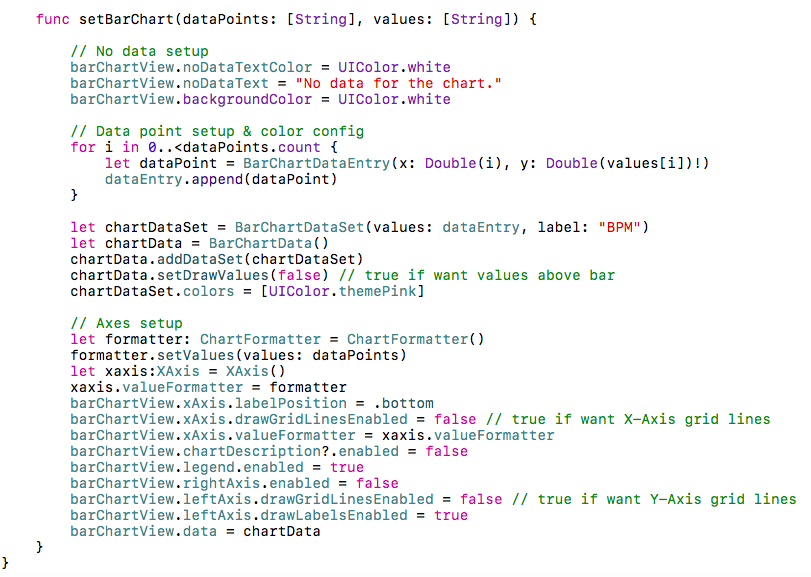 func setBarChart(dataPoints: [String], values: [String]) {
// No data setup
barChartView.noDataTextColor = UIColor.white
barChartView.noDataText = "No data for the chart."
barChartView.backgroundColor = UIColor.white
// Data point setup & color config
for i in 0..<dataPoints.count {
let dataPoint = BarChartDataEntry(x: Double(i), y: Double(values[i])!)
dataEntry.append(dataPoint)
}
let chartDataSet = BarChartDataSet(values: dataEntry, label: "BPM")
let chartData = BarChartData()
chartData.addDataSet(chartDataSet)
chartData.setDrawValues(false) // true if want values above bar
chartDataSet.colors = [UIColor.themePink]
// Axes setup
let formatter: ChartFormatter = ChartFormatter()
formatter.setValues(values: dataPoints)
let xaxis:XAxis = XAxis()
xaxis.valueFormatter = formatter
barChartView.xAxis.labelPosition = .bottom
barChartView.xAxis.drawGridLinesEnabled = false // true if want X-Axis grid lines
barChartView.xAxis.valueFormatter = xaxis.valueFormatter
barChartView.chartDescription?.enabled = false
barChartView.legend.enabled = true
barChartView.rightAxis.enabled = false
barChartView.leftAxis.drawGridLinesEnabled = false // true if want Y-Axis grid lines
barChartView.leftAxis.drawLabelsEnabled = true
barChartView.data = chartData
}
}